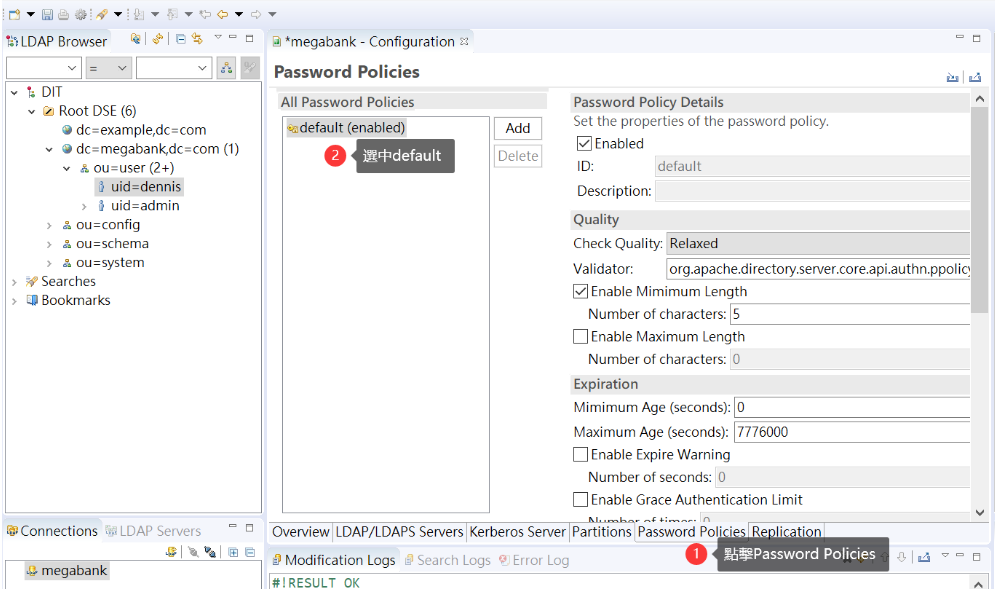 LDAP Browser
=
DIT
Root DSE (6)
dc=example,dc=com
dc=megabank,dc=com (1)
ou=user (2+)
uid=dennis
uid=admin
ou=config
ou=schema
ou=system
Searches
Bookmarks
Connections
LDAP Servers
megabank
*megabank - Configuration
Password Policies
All Password Policies
default (enabled)
Add
Delete
2 選中default
Password Policy Details
Set the properties of the password policy.
Enabled
ID: default
Description:
Quality
Check Quality: Relaxed
Validator: org.apache.directory.server.core.api.authn.ppolicy
Enable Mimimum Length
Number of characters: 5
Enable Maximum Length
Number of characters: 0
Expiration
Mimimum Age (seconds): 0
Maximum Age (seconds): 7776000
Enable Expire Warning
Number of seconds: 0
Enable Grace Authentication Limit
Number of times: 0
Overview LDAP/LDAPS Servers Kerberos Server Partitions Password Policies Replication
1 點擊Password Policies
Modification Logs Search Logs Error Log
#!RESULT OK